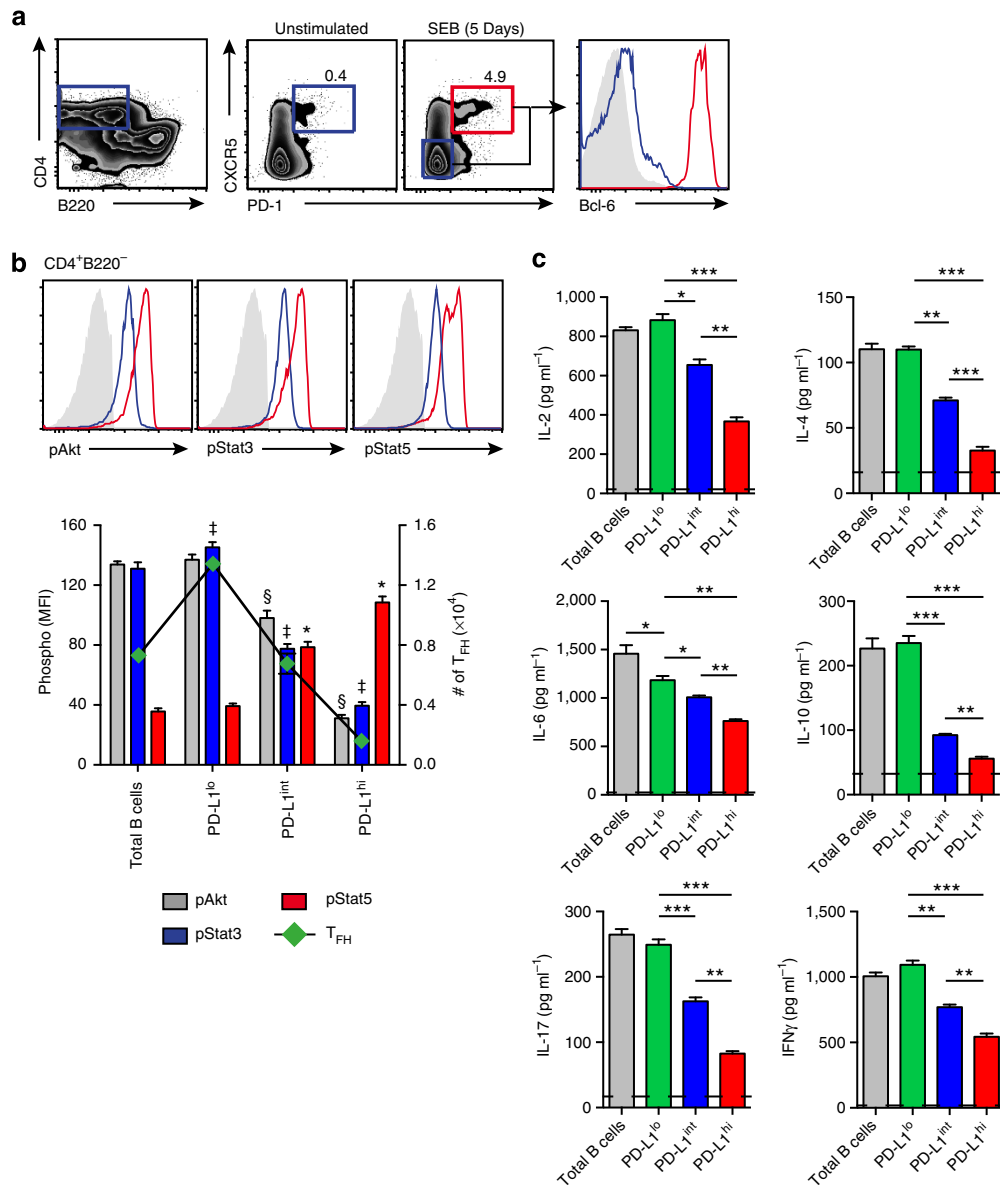 a
Unstimulated
SEB (5 Days)
0.4
4.9
CD4
B220
CXCR5
PD-1
Bcl-6
b
CD4⁺B220⁻
pAkt
pStat3
pStat5
160
120
80
40
0
Phospho (MFI)
1.6
1.2
0.8
0.4
0.0
# of T_FH (×10⁴)
‡
§
‡
*
§
‡
*
Total B cells
PD-L1^lo
PD-L1^int
PD-L1^hi
pAkt
pStat5
pStat3
T_FH
c
***
*
**
1,000
800
600
400
800
0
IL-2 (pg ml⁻¹)
Total B cells
PD-L1^lo
PD-L1^int
PD-L1^hi
***
**
***
150
100
50
0
IL-4 (pg ml⁻¹)
Total B cells
PD-L1^lo
PD-L1^int
PD-L1^hi
**
*
*
**
2,000
1,500
1,000
500
0
IL-6 (pg ml⁻¹)
Total B cells
PD-L1^lo
PD-L1^int
PD-L1^hi
***
***
**
300
200
100
0
IL-10 (pg ml⁻¹)
Total B cells
PD-L1^lo
PD-L1^int
PD-L1^hi
***
***
**
300
200
100
0
IL-17 (pg ml⁻¹)
Total B cells
PD-L1^lo
PD-L1^int
PD-L1^hi
***
**
**
1,500
1,000
500
0
IFNγ (pg ml⁻¹)
Total B cells
PD-L1^lo
PD-L1^int
PD-L1^hi